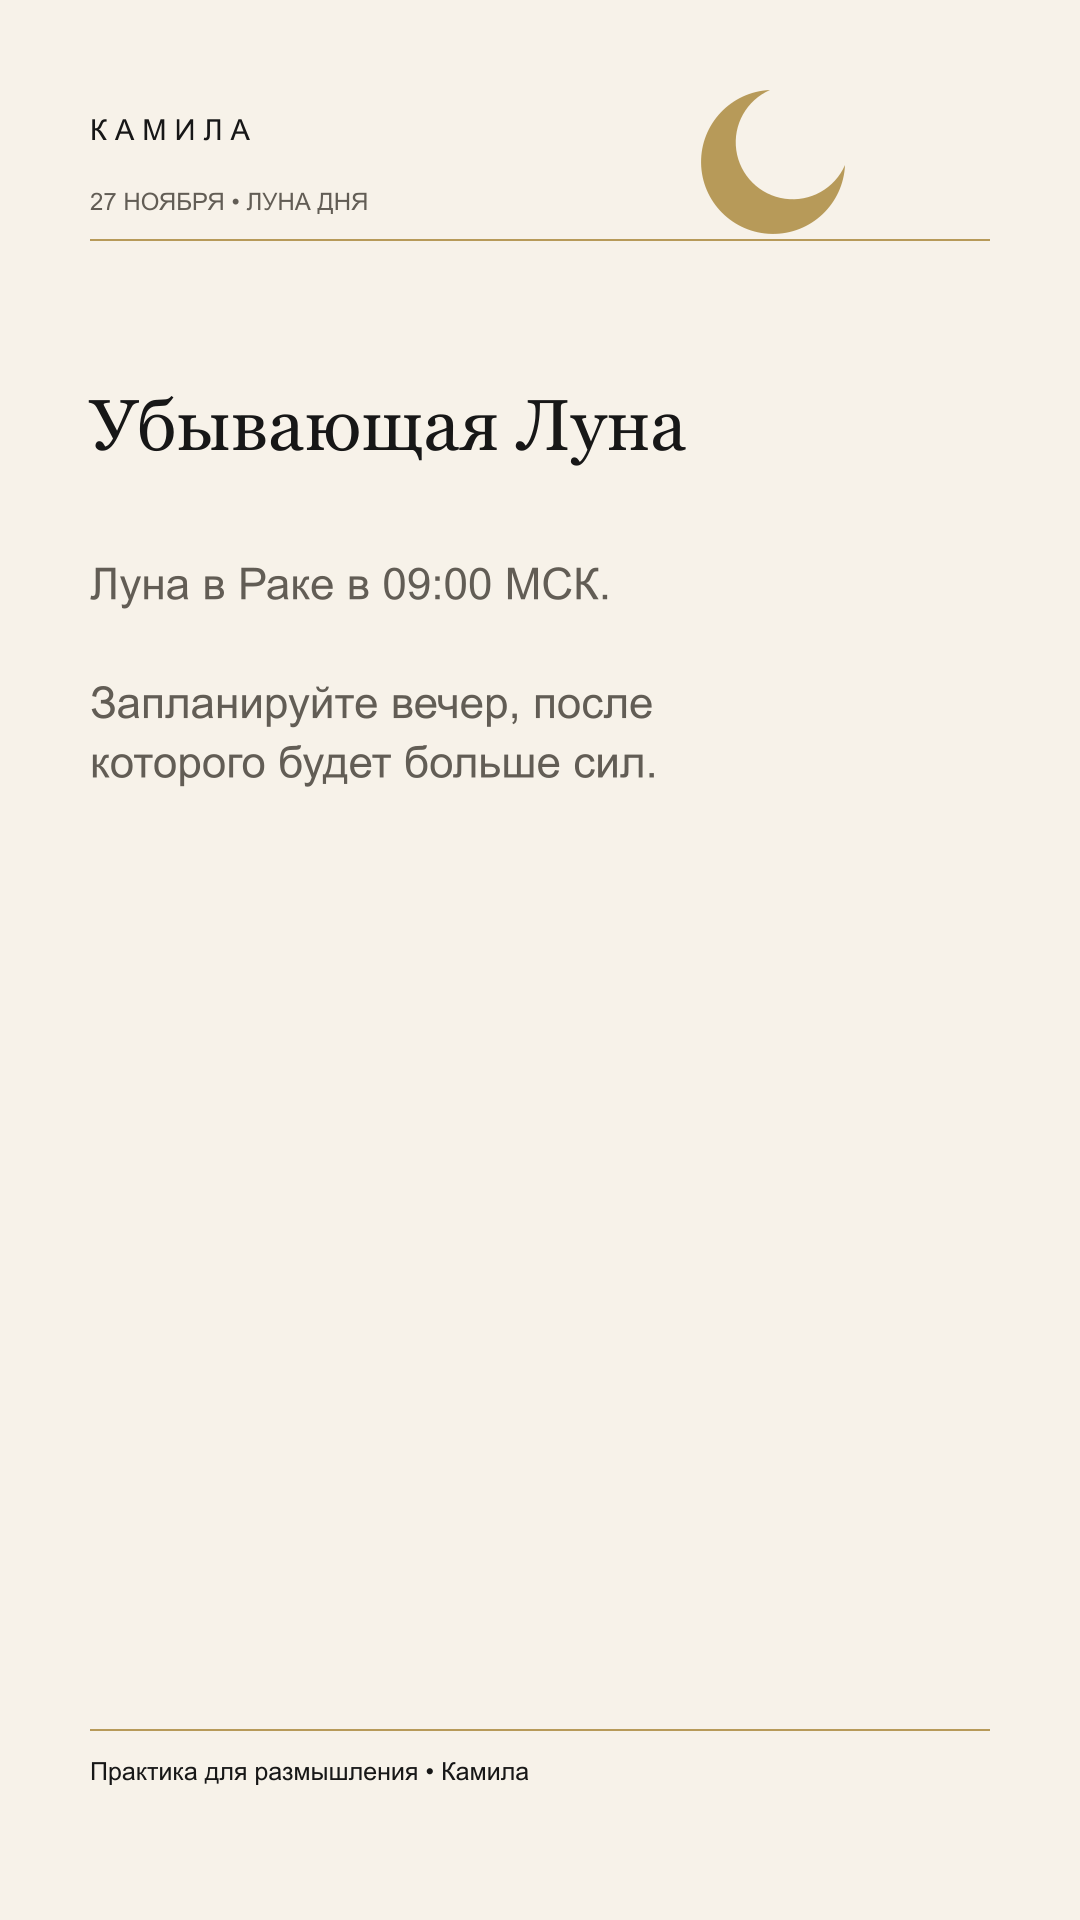 КАМИЛА
27 НОЯБРЯ • ЛУНА ДНЯ
Убывающая Луна
Луна в Раке в 09:00 МСК.
Запланируйте вечер, после
которого будет больше сил.
Практика для размышления • Камила